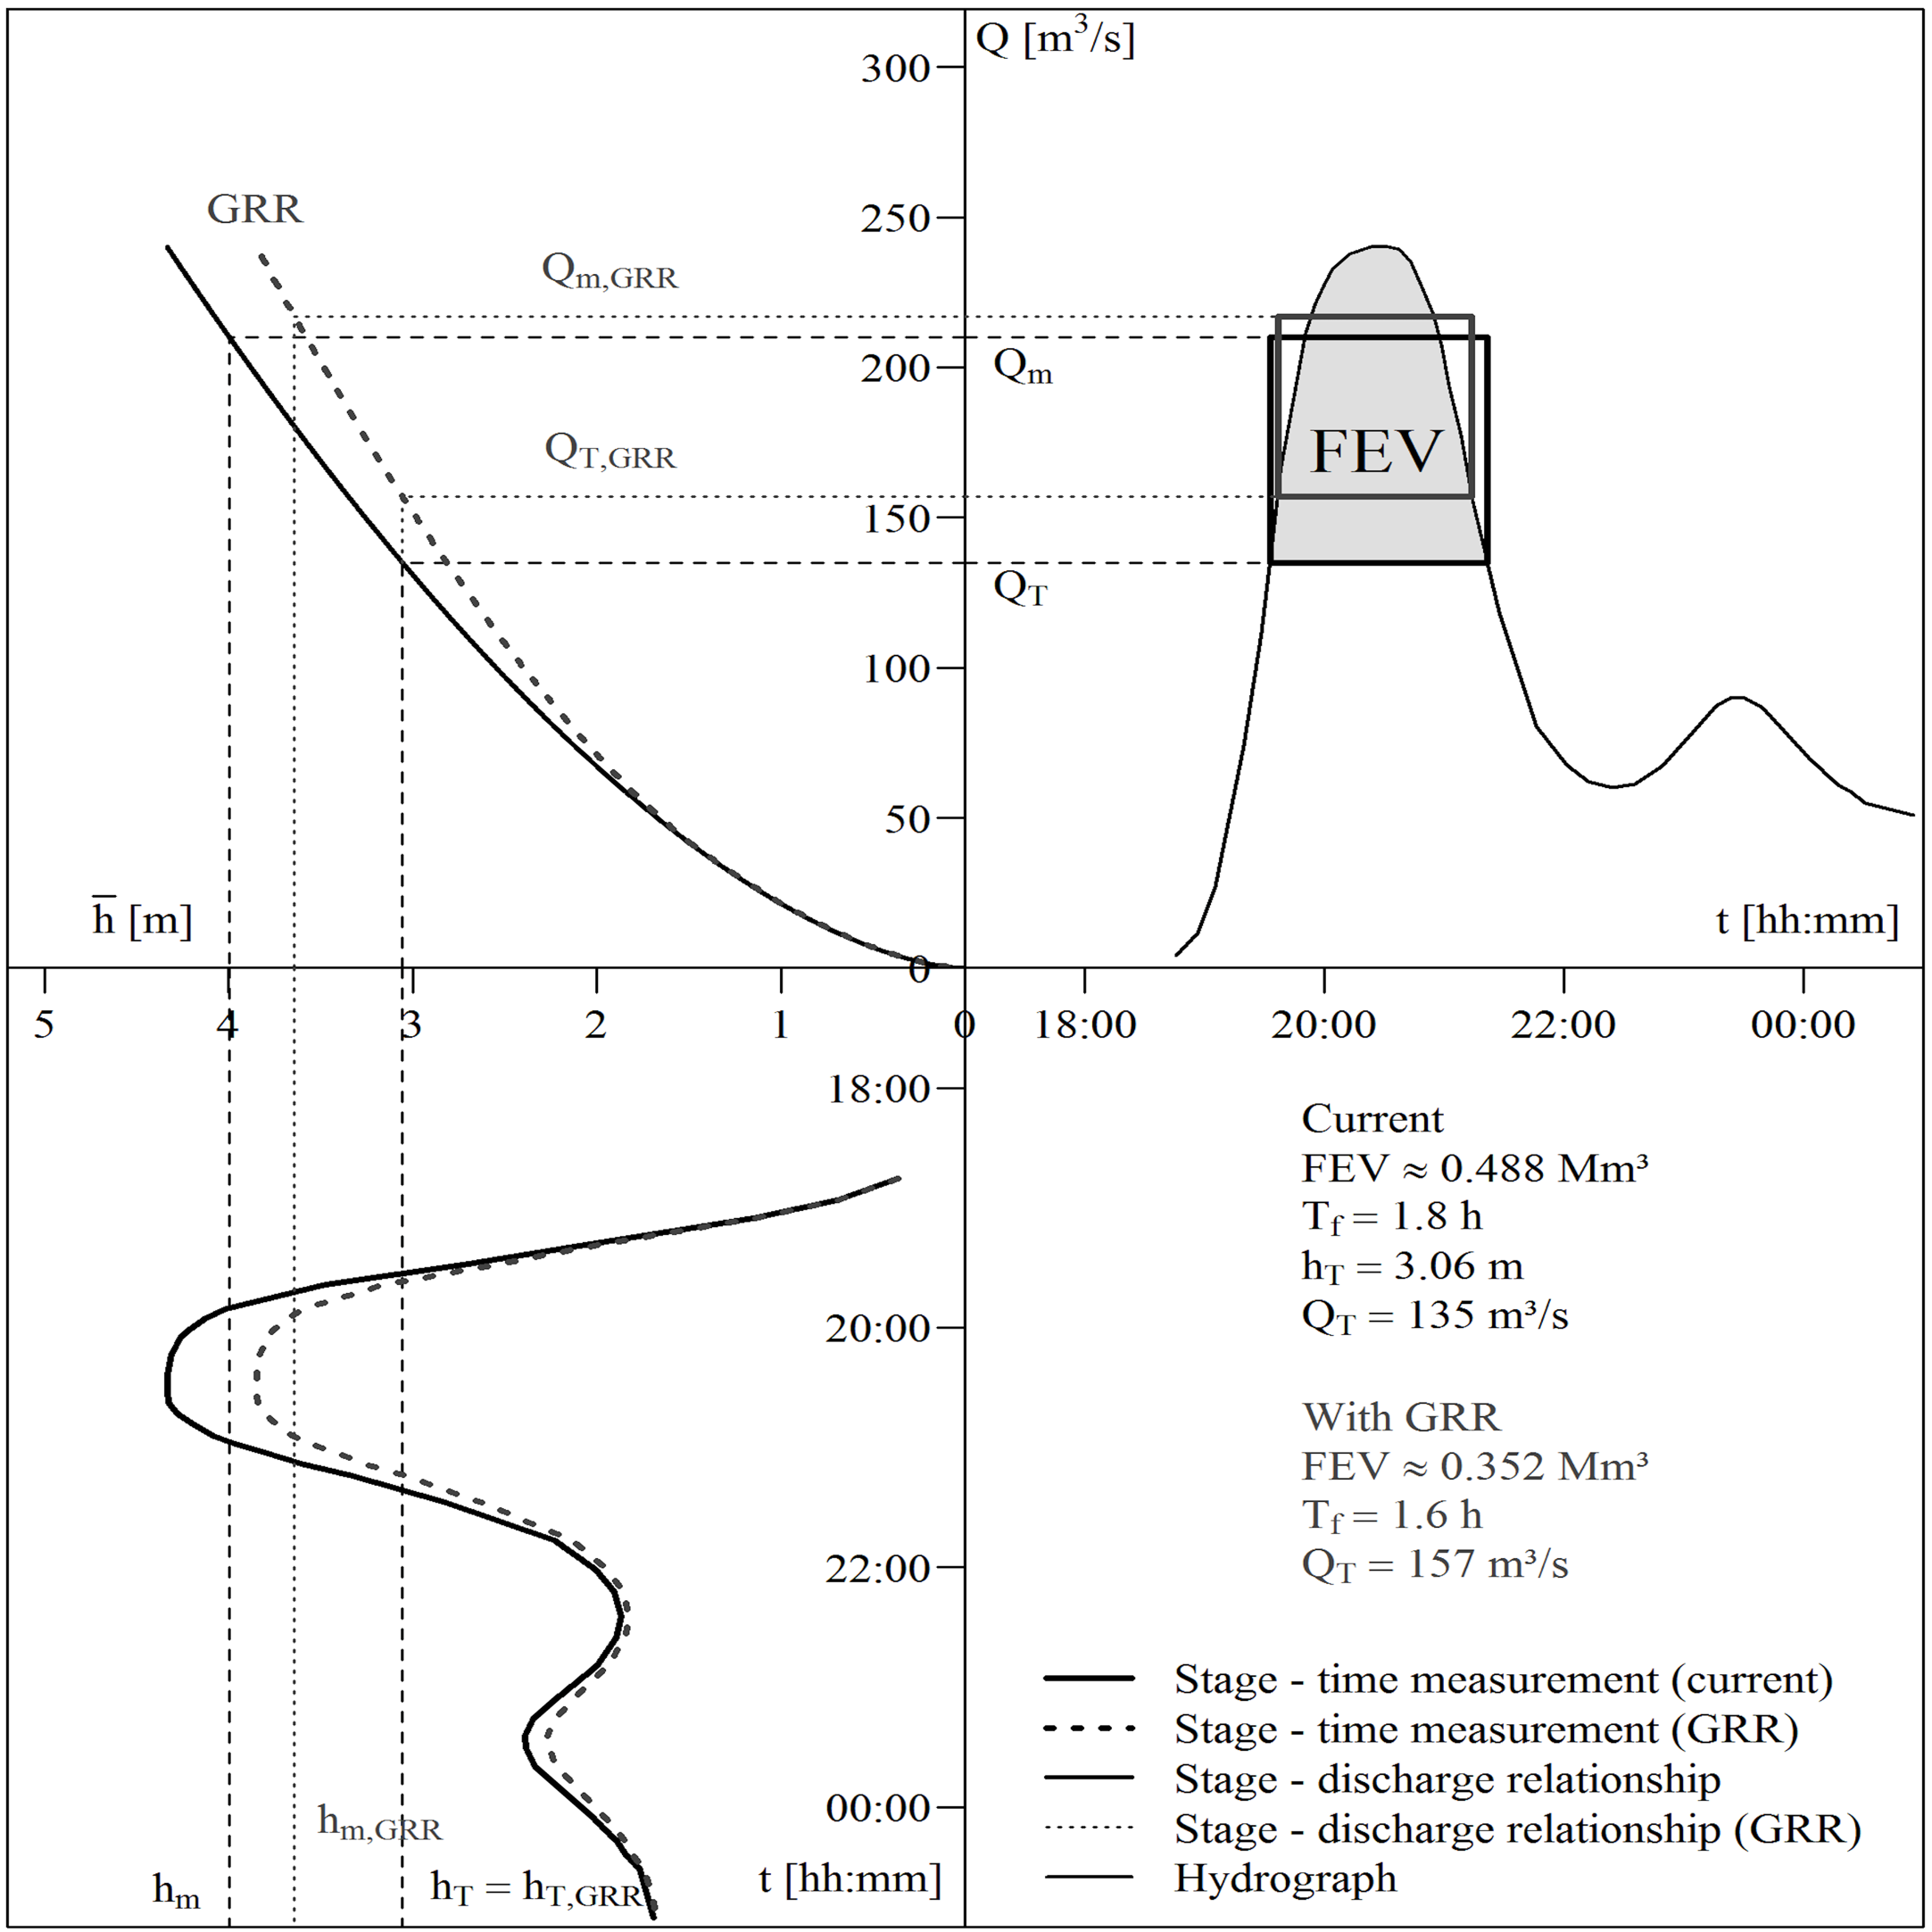 Q [m³/s]
300
250
200
150
100
50
0
GRR
Qm,GRR
Qm
QT,GRR
QT
FEV
h̅ [m]
t [hh:mm]
5 4 3 2 1 0 18:00 20:00 22:00 00:00
18:00
20:00
22:00
00:00
t [hh:mm]
hm,GRR
hm
hT = hT,GRR
Current
FEV ≈ 0.488 Mm³
Tf = 1.8 h
hT = 3.06 m
QT = 135 m³/s
With GRR
FEV ≈ 0.352 Mm³
Tf = 1.6 h
QT = 157 m³/s
Stage - time measurement (current)
Stage - time measurement (GRR)
Stage - discharge relationship
Stage - discharge relationship (GRR)
Hydrograph